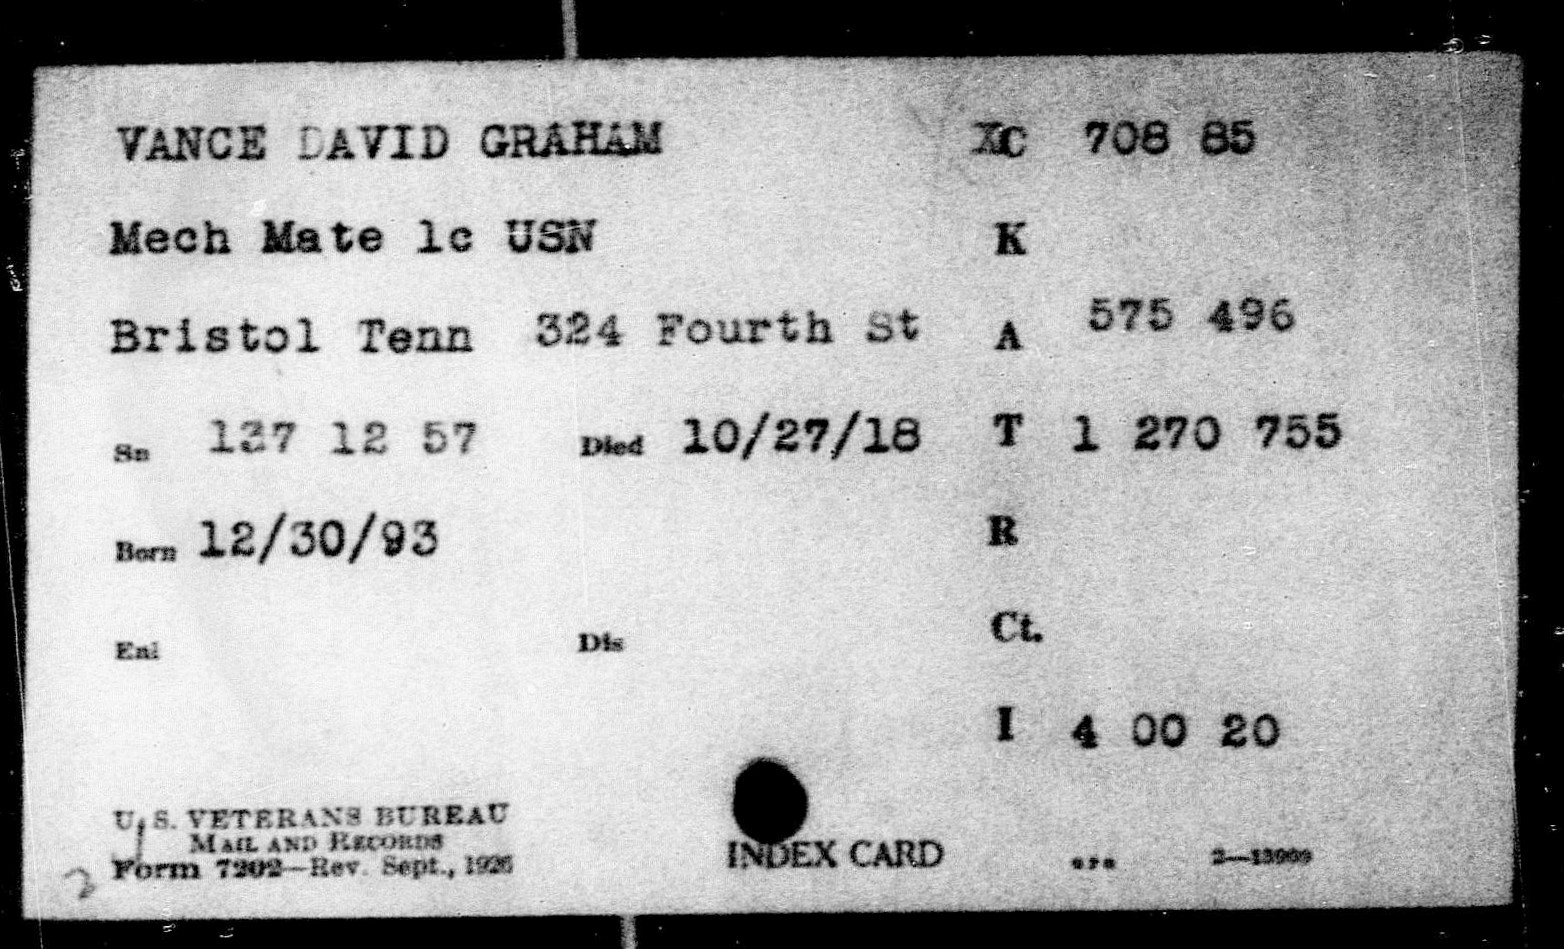 VANCE DAVID GRAHAM XC 708 85
Mech Mate 1c USN K
Bristol Tenn 324 Fourth St A 575 496
Sn 137 12 57 Died 10/27/18 T 1 270 755
Born 12/30/93 R
Enl Dis Ct.
I 4 00 20
U. S. VETERANS BUREAU
MAIL AND RECORDS
Form 7202—Rev. Sept., 1926
INDEX CARD GPO
2